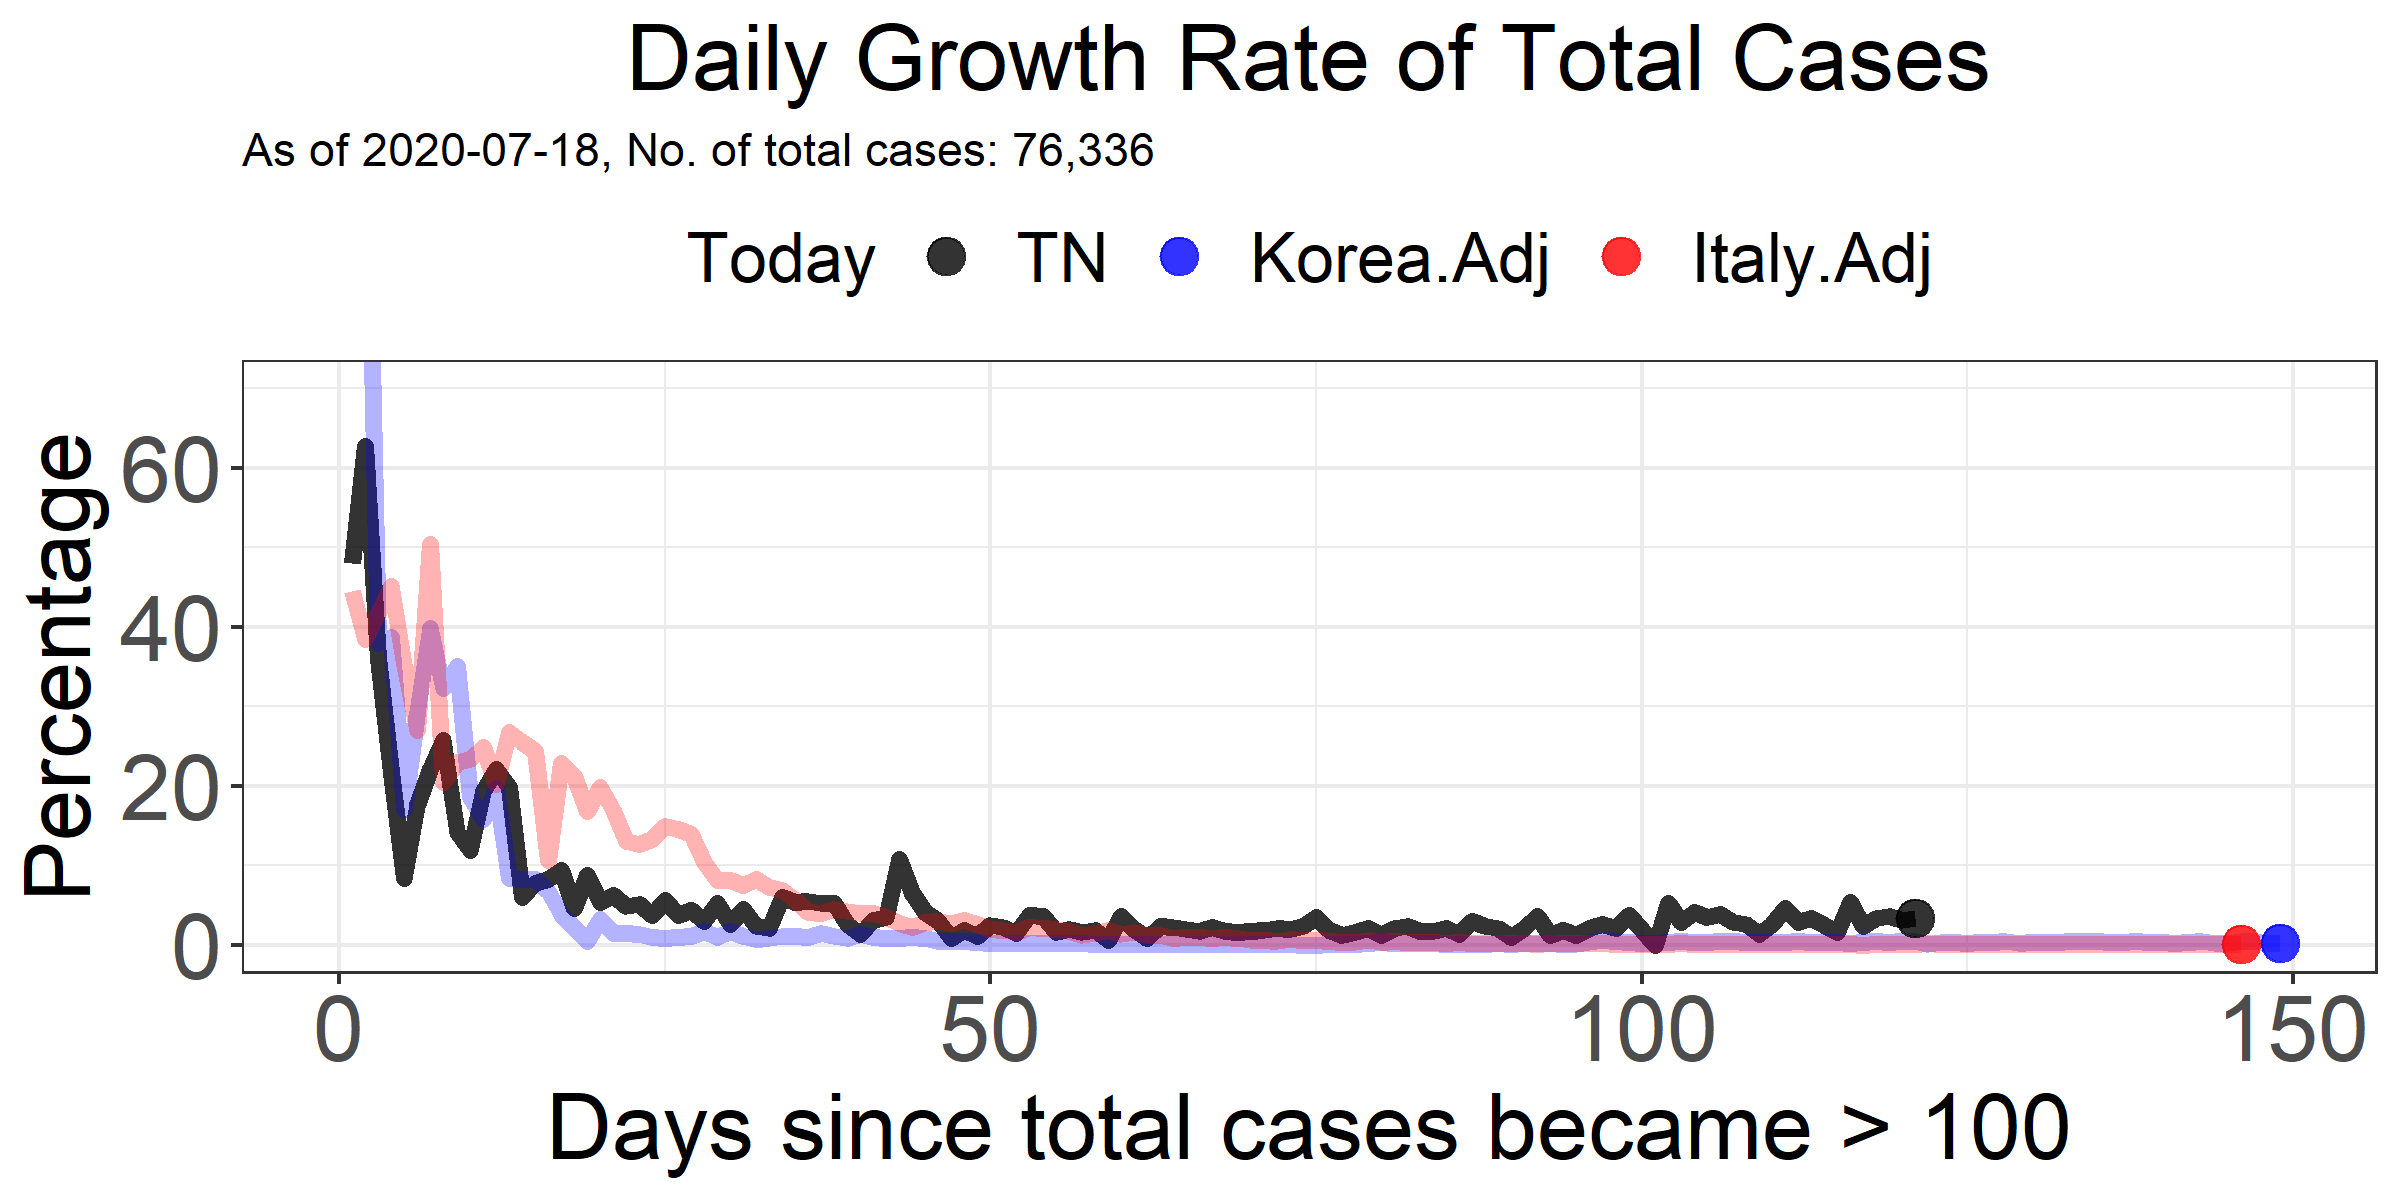 Daily Growth Rate of Total Cases
As of 2020-07-18, No. of total cases: 76,336
Today TN Korea.Adj Italy.Adj
Percentage
60
40
20
0
0 50 100 150
Days since total cases became > 100